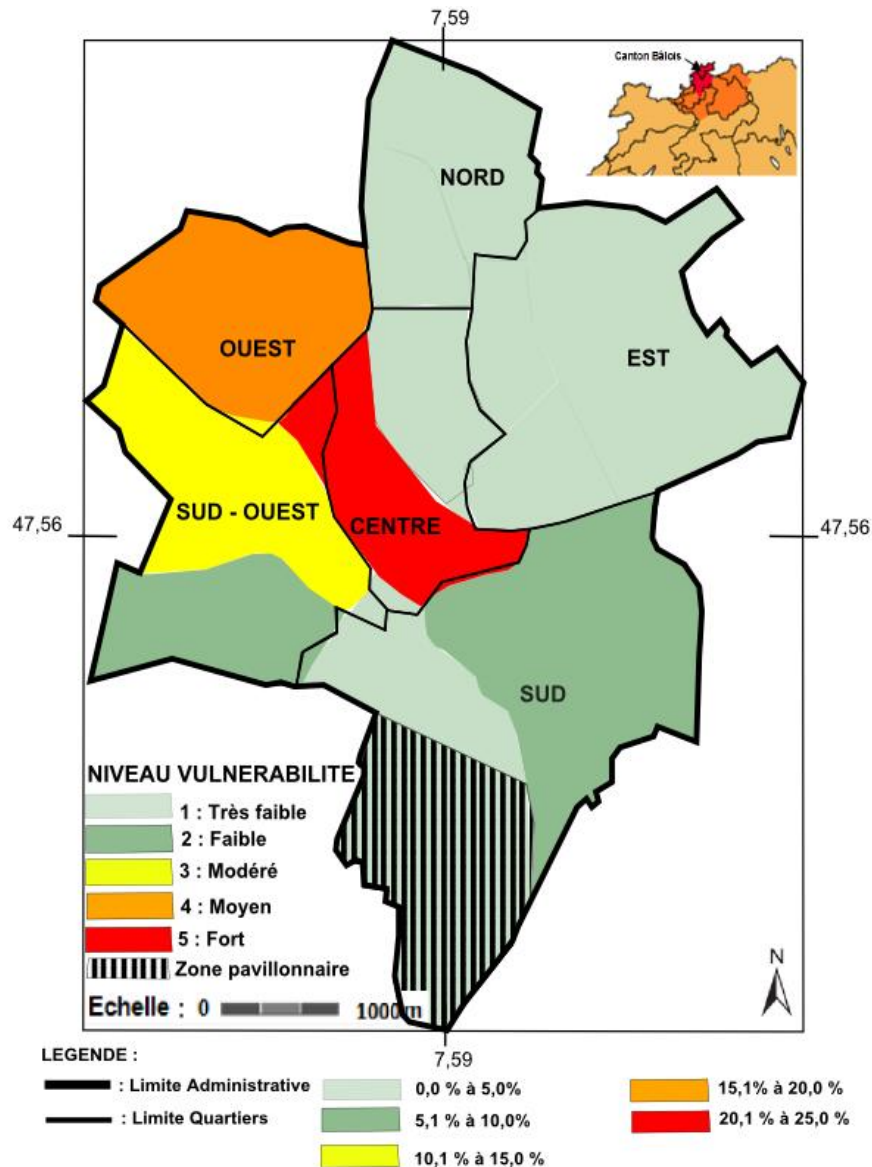 7,59
Canton Bâlois
NORD
OUEST
EST
47,56
SUD - OUEST
CENTRE
47,56
SUD
NIVEAU VULNERABILITE
1 : Très faible
2 : Faible
3 : Modéré
4 : Moyen
5 : Fort
Zone pavillonnaire
N
Echelle : 0 1000m
7,59
LEGENDE :
: Limite Administrative
0,0 % à 5,0%
15,1% à 20,0 %
: Limite Quartiers
5,1 % à 10,0%
20,1 % à 25,0 %
10,1 % à 15,0 %